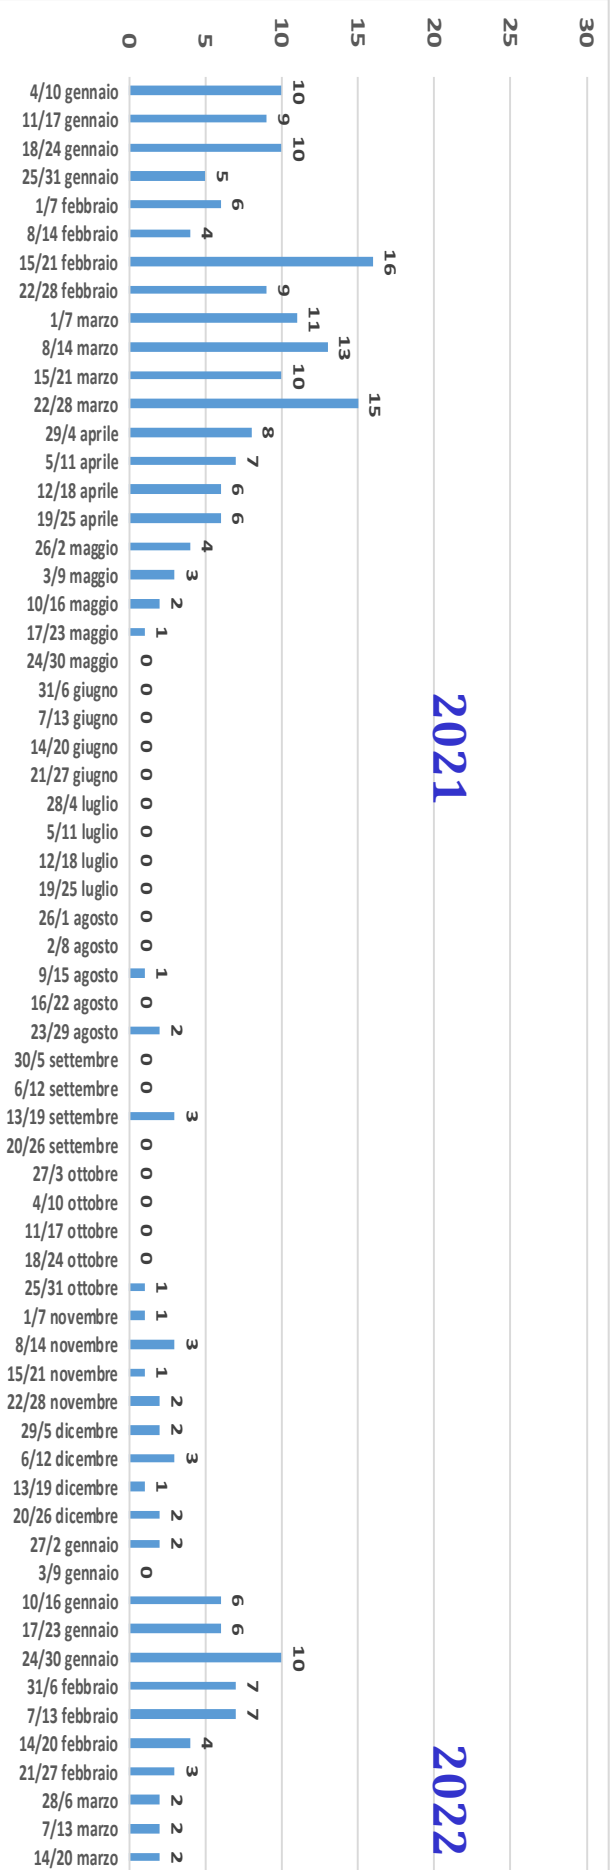 0 5 10 15 20 25 30
4/10 gennaio 10
11/17 gennaio 9
18/24 gennaio 10
25/31 gennaio 5
1/7 febbraio 6
8/14 febbraio 4
15/21 febbraio 16
22/28 febbraio 9
1/7 marzo 11
8/14 marzo 13
15/21 marzo 10
22/28 marzo 15
29/4 aprile 8
5/11 aprile 7
12/18 aprile 6
19/25 aprile 6
26/2 maggio 4
3/9 maggio 3
10/16 maggio 2
17/23 maggio 1
24/30 maggio 0
31/6 giugno 0
7/13 giugno 0
14/20 giugno 0
2021
21/27 giugno 0
28/4 luglio 0
5/11 luglio 0
12/18 luglio 0
19/25 luglio 0
26/1 agosto 0
2/8 agosto 0
9/15 agosto 1
16/22 agosto 0
23/29 agosto 2
30/5 settembre 0
6/12 settembre 0
13/19 settembre 3
20/26 settembre 0
27/3 ottobre 0
4/10 ottobre 0
11/17 ottobre 0
18/24 ottobre 0
25/31 ottobre 1
1/7 novembre 1
8/14 novembre 3
15/21 novembre 1
22/28 novembre 2
29/5 dicembre 2
6/12 dicembre 3
13/19 dicembre 1
20/26 dicembre 2
27/2 gennaio 2
3/9 gennaio 0
10/16 gennaio 6
17/23 gennaio 6
24/30 gennaio 10
31/6 febbraio 7
7/13 febbraio 7
14/20 febbraio 4
21/27 febbraio 3
2022
28/6 marzo 2
7/13 marzo 2
14/20 marzo 2